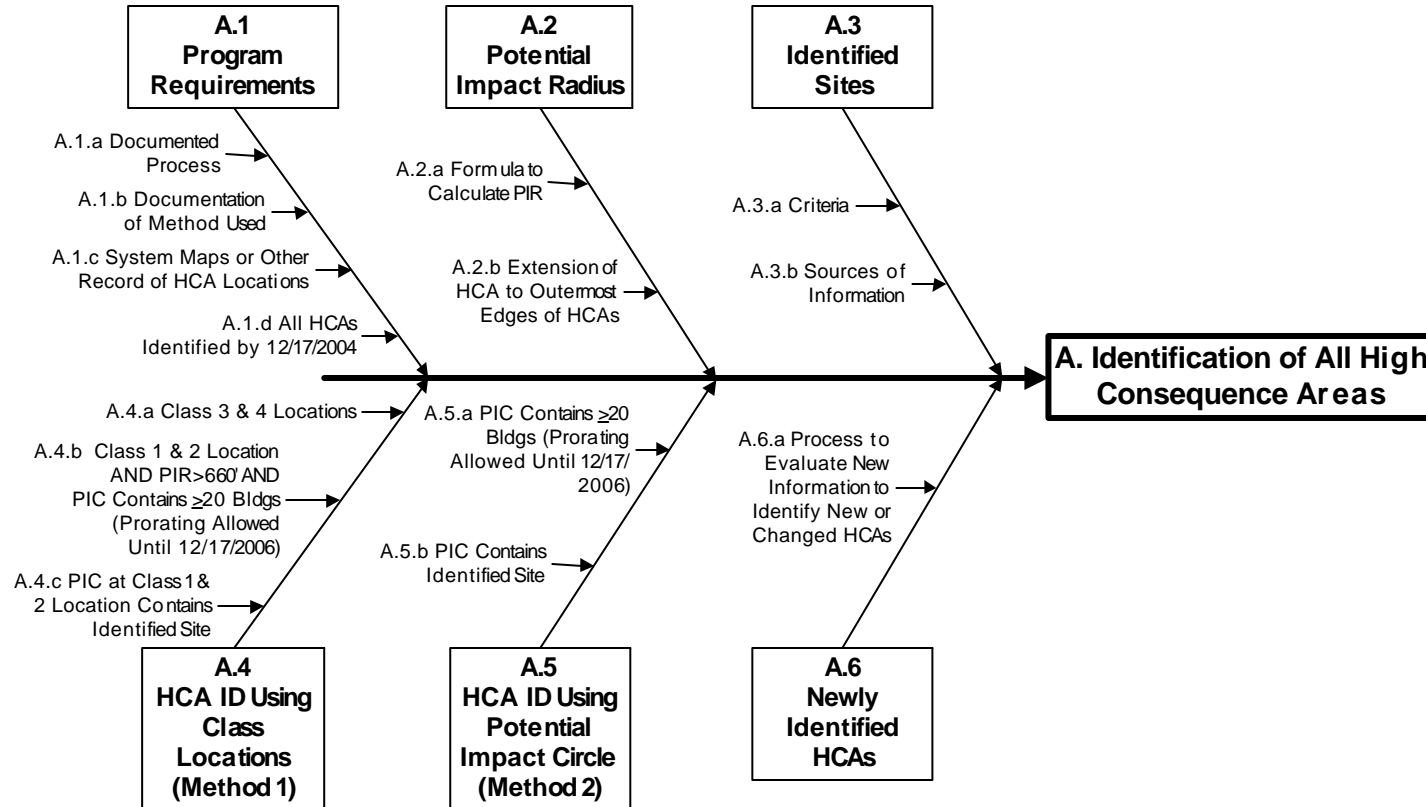 A.1
Program
Requirements
A.1.a Documented
Process
A.1.b Documentation
of Method Used
A.1.c System Maps or Other
Record of HCA Locations
A.1.d All HCAs
Identified by 12/17/2004
A.2
Potential
Impact Radius
A.2.a Formula to
Calculate PIR
A.2.b Extension of
HCA to Outermost
Edges of HCAs
A.3
Identified
Sites
A.3.a Criteria
A.3.b Sources of
Information
A. Identification of All High
Consequence Areas
A.4.a Class 3 & 4 Locations
A.4.b Class 1 & 2 Location
AND PIR>660' AND
PIC Contains ≥20 Bldgs
(Prorating Allowed
Until 12/17/2006)
A.4.c PIC at Class 1 &
2 Location Contains
Identified Site
A.4
HCA ID Using
Class
Locations
(Method 1)
A.5.a PIC Contains ≥20
Bldgs (Prorating
Allowed Until 12/17/
2006)
A.5.b PIC Contains
Identified Site
A.5
HCA ID Using
Potential
Impact Circle
(Method 2)
A.6.a Process to
Evaluate New
Information to
Identify New or
Changed HCAs
A.6
Newly
Identified
HCAs